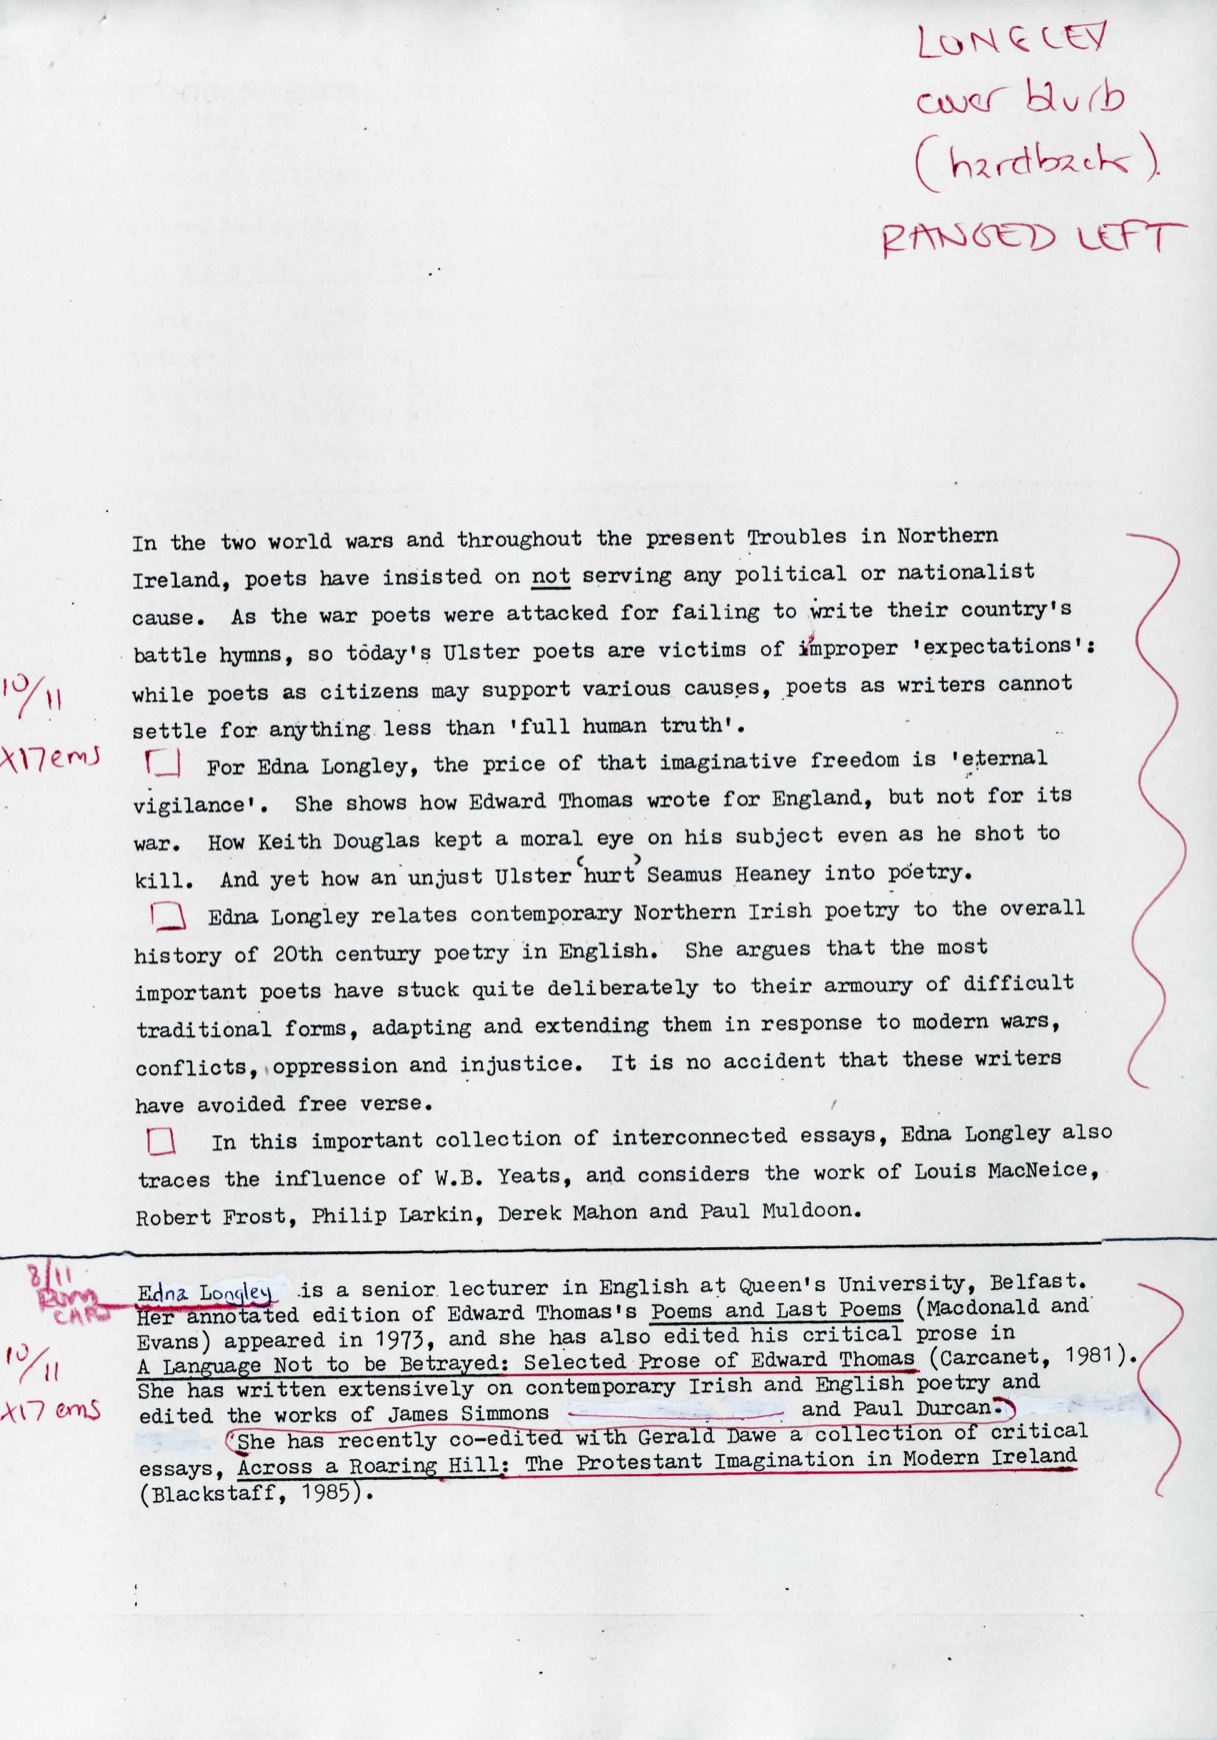 LONGLEY
cover blurb
(hardback).
RANGED LEFT
In the two world wars and throughout the present Troubles in Northern
Ireland, poets have insisted on not serving any political or nationalist
cause. As the war poets were attacked for failing to write their country's
battle hymns, so today's Ulster poets are victims of improper 'expectations':
10/11
while poets as citizens may support various causes, poets as writers cannot
settle for anything less than 'full human truth'.
X17ems
For Edna Longley, the price of that imaginative freedom is 'eternal
vigilance'. She shows how Edward Thomas wrote for England, but not for its
war. How Keith Douglas kept a moral eye on his subject even as he shot to
kill. And yet how an unjust Ulster 'hurt' Seamus Heaney into poetry.
Edna Longley relates contemporary Northern Irish poetry to the overall
history of 20th century poetry in English. She argues that the most
important poets have stuck quite deliberately to their armoury of difficult
traditional forms, adapting and extending them in response to modern wars,
conflicts, oppression and injustice. It is no accident that these writers
have avoided free verse.
In this important collection of interconnected essays, Edna Longley also
traces the influence of W.B. Yeats, and considers the work of Louis MacNeice,
Robert Frost, Philip Larkin, Derek Mahon and Paul Muldoon.
8/11
CAPS
Edna Longley is a senior lecturer in English at Queen's University, Belfast.
Her annotated edition of Edward Thomas's Poems and Last Poems (Macdonald and
Evans) appeared in 1973, and she has also edited his critical prose in
10/11
A Language Not to be Betrayed: Selected Prose of Edward Thomas (Carcanet, 1981).
She has written extensively on contemporary Irish and English poetry and
X17 ems
edited the works of James Simmons and Paul Durcan.
She has recently co-edited with Gerald Dawe a collection of critical
essays, Across a Roaring Hill: The Protestant Imagination in Modern Ireland
(Blackstaff, 1985).